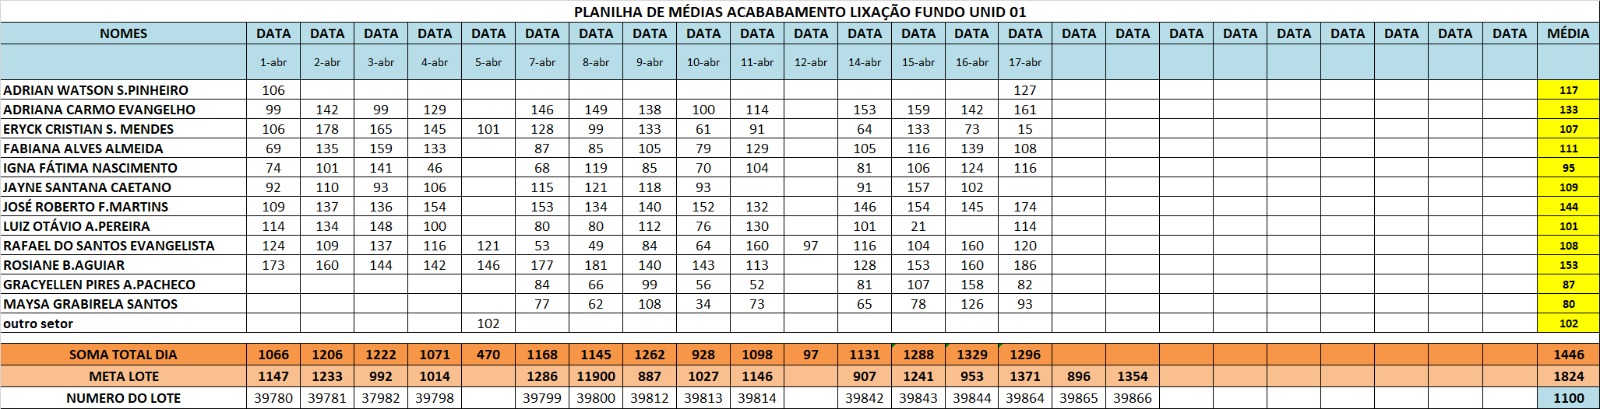 PLANILHA DE MÉDIAS ACABABAMENTO LIXAÇÃO FUNDO UNID 01
NOMES DATA DATA DATA DATA DATA DATA DATA DATA DATA DATA DATA DATA DATA DATA DATA DATA DATA DATA DATA DATA DATA DATA DATA DATA MÉDIA
1-abr 2-abr 3-abr 4-abr 5-abr 7-abr 8-abr 9-abr 10-abr 11-abr 12-abr 14-abr 15-abr 16-abr 17-abr
ADRIAN WATSON S.PINHEIRO 106 127 117
ADRIANA CARMO EVANGELHO 99 142 99 129 146 149 138 100 114 153 159 142 161 133
ERYCK CRISTIAN S. MENDES 106 178 165 145 101 128 99 133 61 91 64 133 73 15 107
FABIANA ALVES ALMEIDA 69 135 159 133 87 85 105 79 129 105 116 139 108 111
IGNA FÁTIMA NASCIMENTO 74 101 141 46 68 119 85 70 104 81 106 124 116 95
JAYNE SANTANA CAETANO 92 110 93 106 115 121 118 93 91 157 102 109
JOSÉ ROBERTO F.MARTINS 109 137 136 154 153 134 140 152 132 146 154 145 174 144
LUIZ OTÁVIO A.PEREIRA 114 134 148 100 80 80 112 76 130 101 21 114 101
RAFAEL DO SANTOS EVANGELISTA 124 109 137 116 121 53 49 84 64 160 97 116 104 160 120 108
ROSIANE B.AGUIAR 173 160 144 142 146 177 181 140 143 113 128 153 160 186 153
GRACYELLEN PIRES A.PACHECO 84 66 99 56 52 81 107 158 82 87
MAYSA GRABIRELA SANTOS 77 62 108 34 73 65 78 126 93 80
outro setor 102 102
SOMA TOTAL DIA 1066 1206 1222 1071 470 1168 1145 1262 928 1098 97 1131 1288 1329 1296 1446
META LOTE 1147 1233 992 1014 1286 11900 887 1027 1146 907 1241 953 1371 896 1354 1824
NUMERO DO LOTE 39780 39781 37982 39798 39799 39800 39812 39813 39814 39842 39843 39844 39864 39865 39866 1100